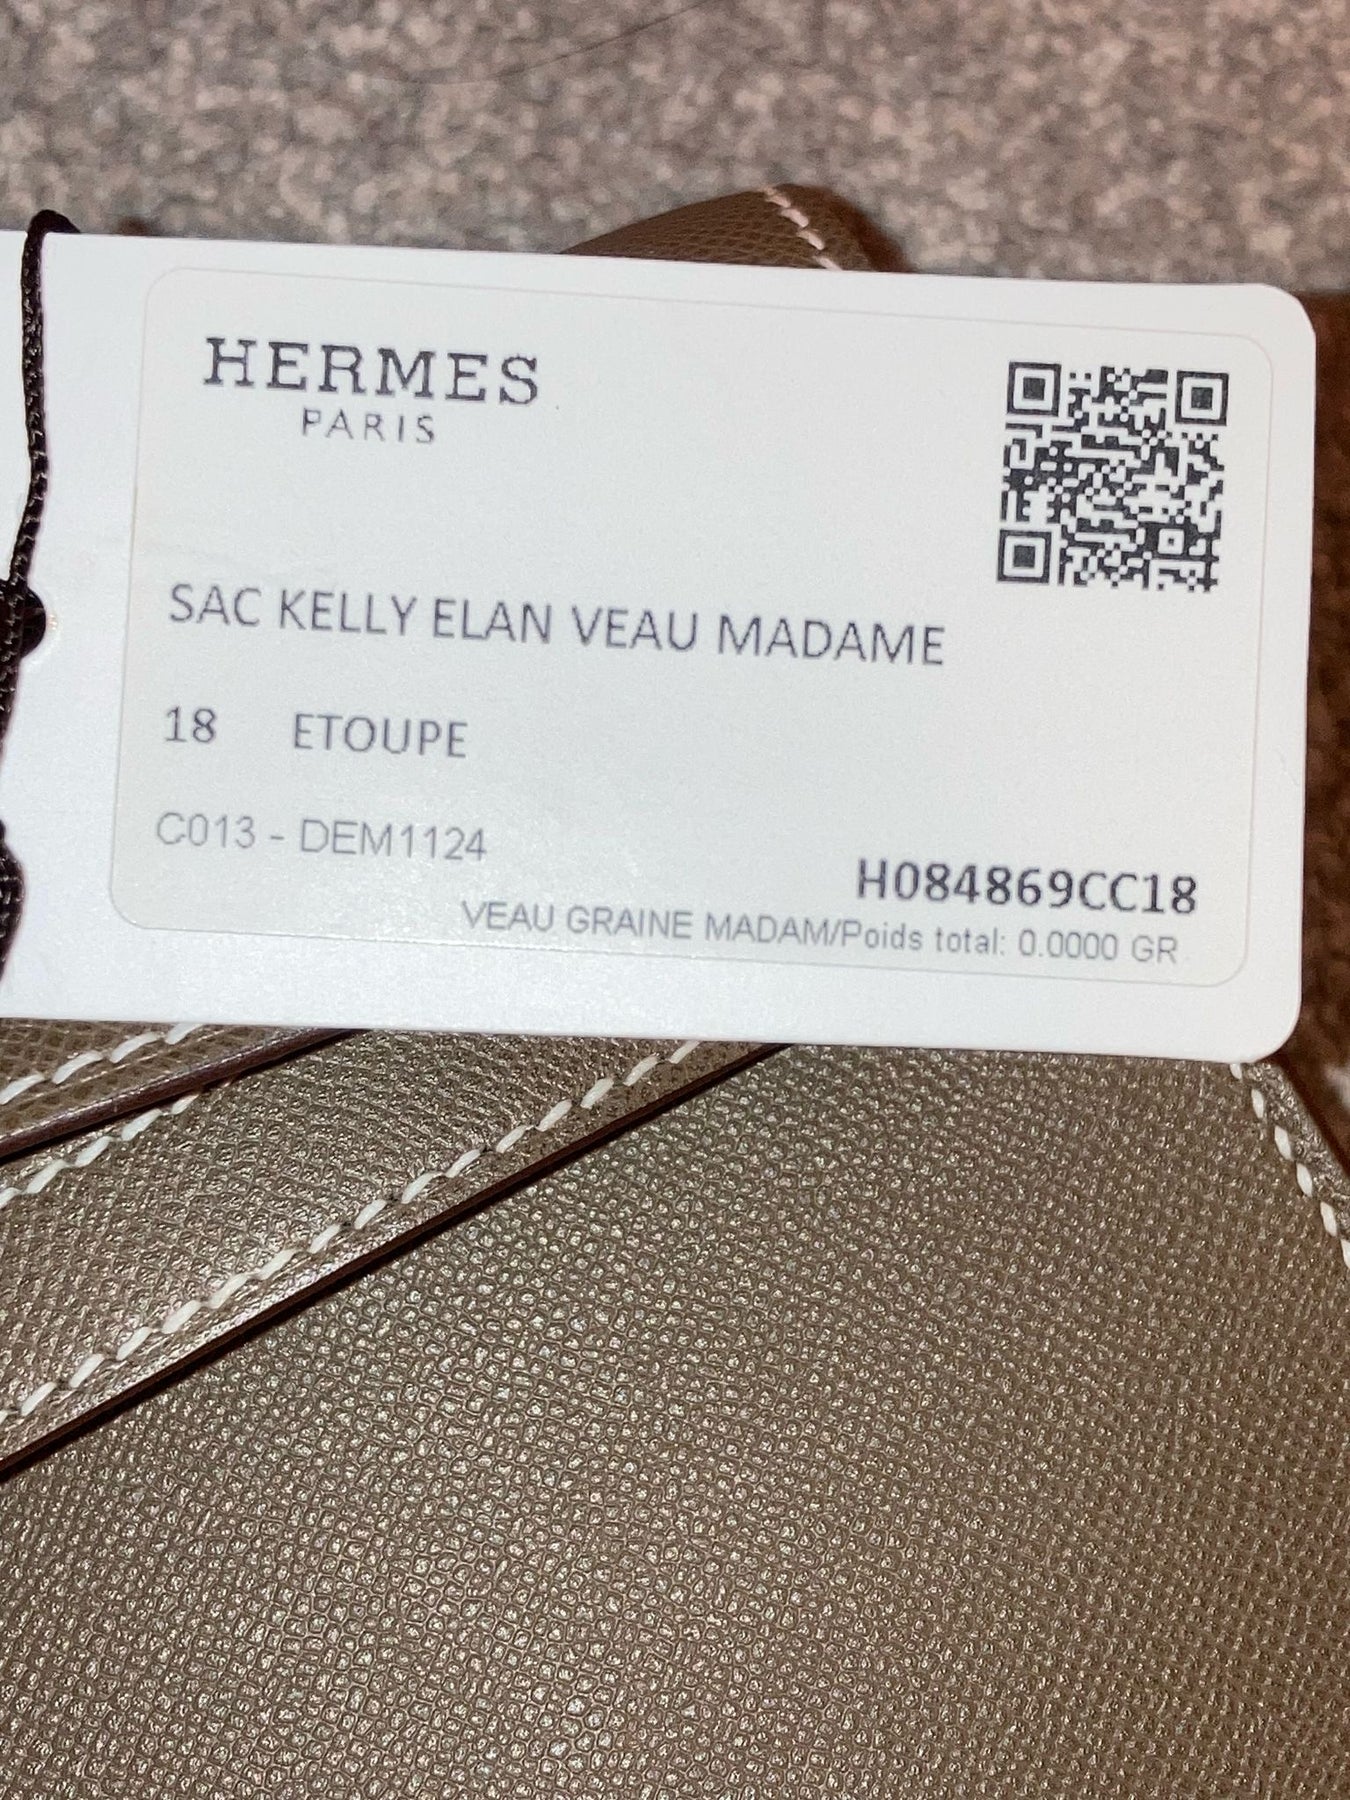 HERMES
PARIS
SAC KELLY ELAN VEAU MADAME
18 ETOUPE
C013 - DEM1124
H084869CC18
VEAU GRAINE MADAM/Poids total: 0.0000 GR